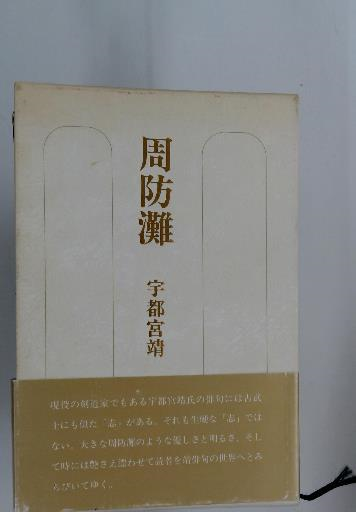 周防灘
宇都宮靖
現役の剣道家でもある宇都宮靖氏の俳句には古武
士にも似た「志」がある。それも生硬な「志」では
ない。大きな周防灘のような優しさと明るさ、そし
て時には艶さえ漂わせて読者を靖俳句の世界へとみ
ちびいてゆく。